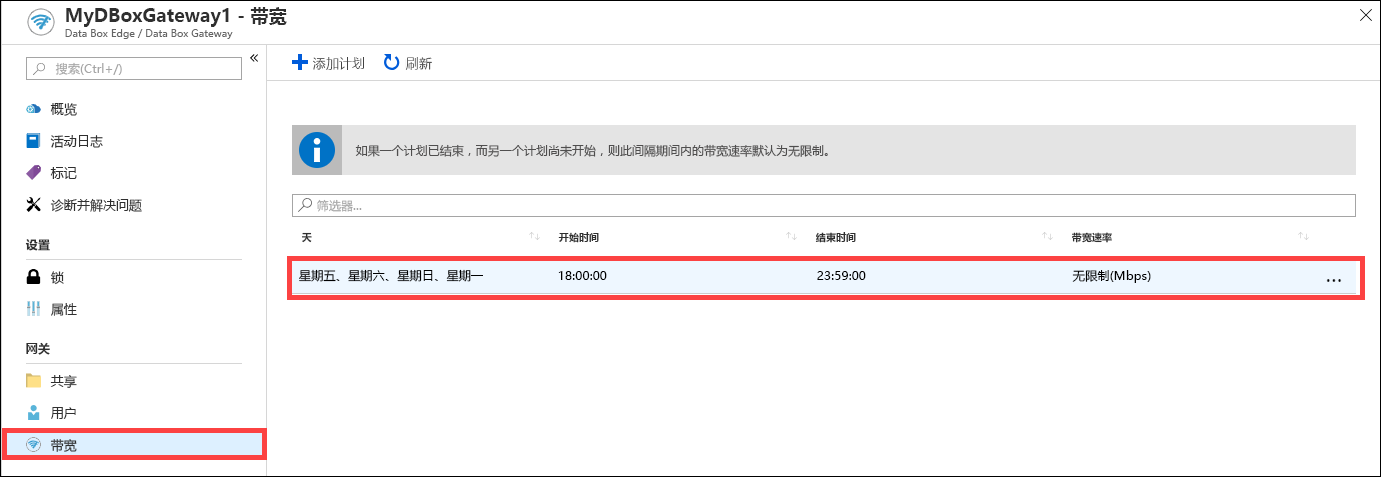 MyDBoxGateway1 - 带宽
Data Box Edge / Data Box Gateway
搜索(Ctrl+/)
概览
活动日志
标记
诊断并解决问题
设置
锁
属性
网关
共享
用户
带宽
添加计划 刷新
如果一个计划已结束，而另一个计划尚未开始，则此间隔期间内的带宽速率默认为无限制。
筛选器...
天 开始时间 结束时间 带宽速率
星期五、星期六、星期日、星期一 18:00:00 23:59:00 无限制(Mbps) ...